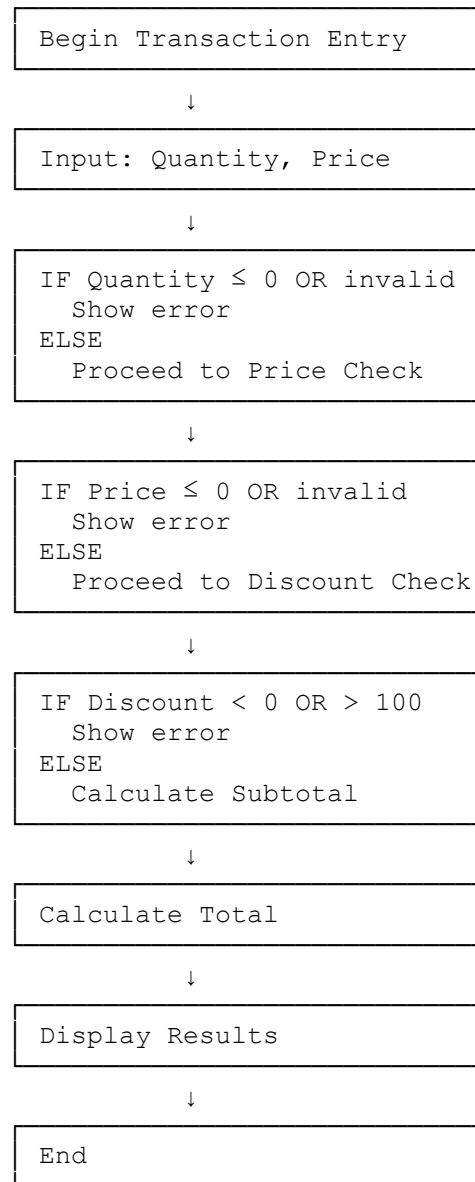 Begin Transaction Entry
↓
Input: Quantity, Price
↓
IF Quantity ≤ 0 OR invalid
Show error
ELSE
Proceed to Price Check
↓
IF Price ≤ 0 OR invalid
Show error
ELSE
Proceed to Discount Check
↓
IF Discount < 0 OR > 100
Show error
ELSE
Calculate Subtotal
↓
Calculate Total
↓
Display Results
↓
End